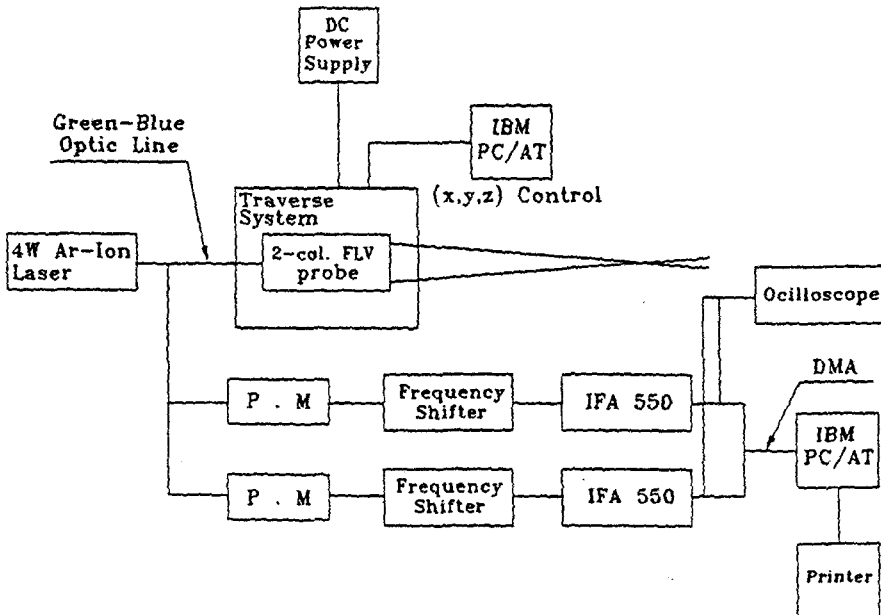 DC
Power
Supply
Green-Blue
Optic Line
IBM
PC/AT
(x,y,z) Control
Traverse
System
4W Ar-Ion
Laser
2-col. FLV
probe
Ocilloscope
DMA
P . M
Frequency
Shifter
IFA 550
IBM
PC/AT
P . M
Frequency
Shifter
IFA 550
Printer